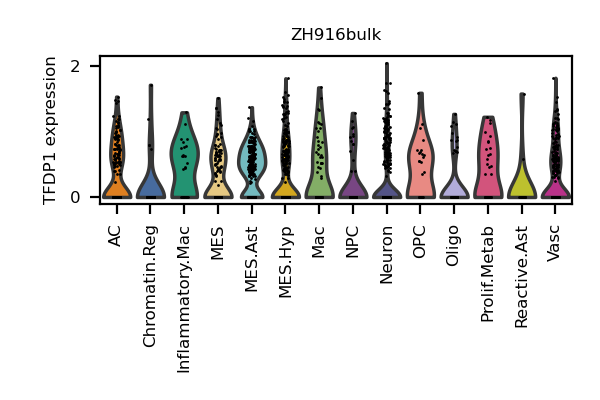 ZH916bulk
TFDP1 expression
2
0
AC
Chromatin.Reg
Inflammatory.Mac
MES
MES.Ast
MES.Hyp
Mac
NPC
Neuron
OPC
Oligo
Prolif.Metab
Reactive.Ast
Vasc